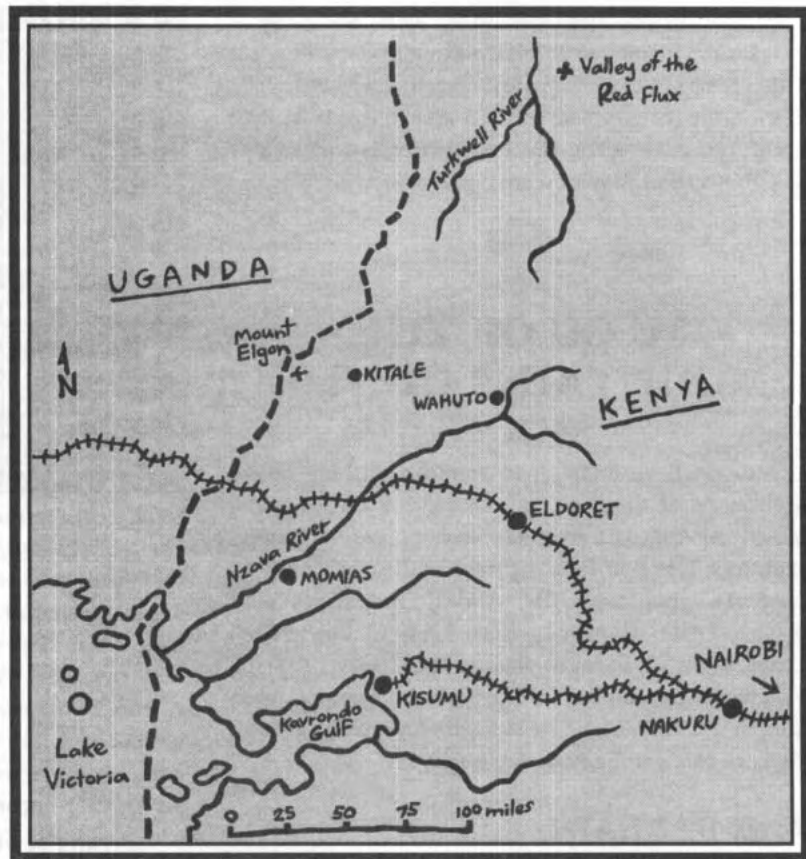 Valley of the
Red Flux
Turkwell River
UGANDA
Mount
Elgon
KITALE
N
WAHUTO
KENYA
ELDORET
Nzava River
MOMIAS
NAIROBI
KISUMU
Kavrondo
Gulf
NAKURU
Lake
Victoria
0 25 50 75 100 miles